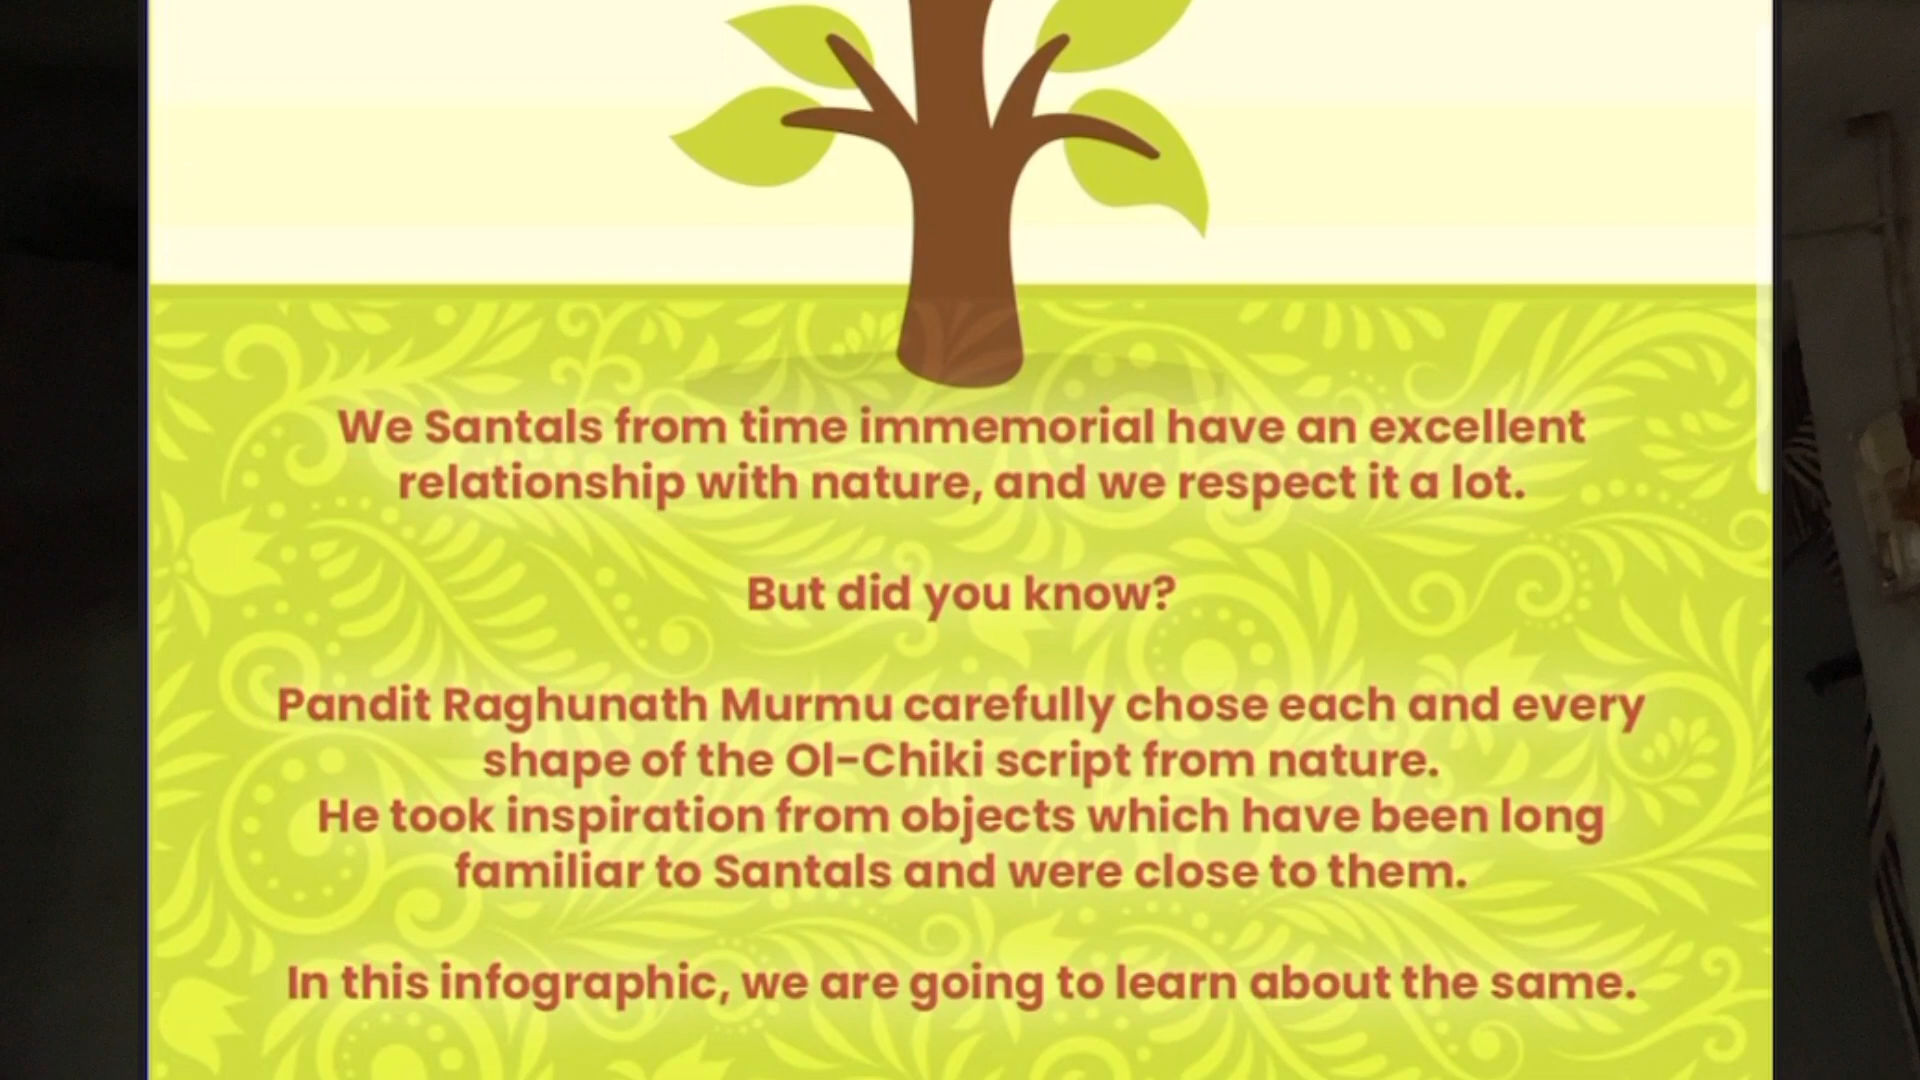 We Santals from time immemorial have an excellent
relationship with nature, and we respect it a lot.
But did you know?
Pandit Raghunath Murmu carefully chose each and every
shape of the Ol-Chiki script from nature.
He took inspiration from objects which have been long
familiar to Santals and were close to them.
In this infographic, we are going to learn about the same.